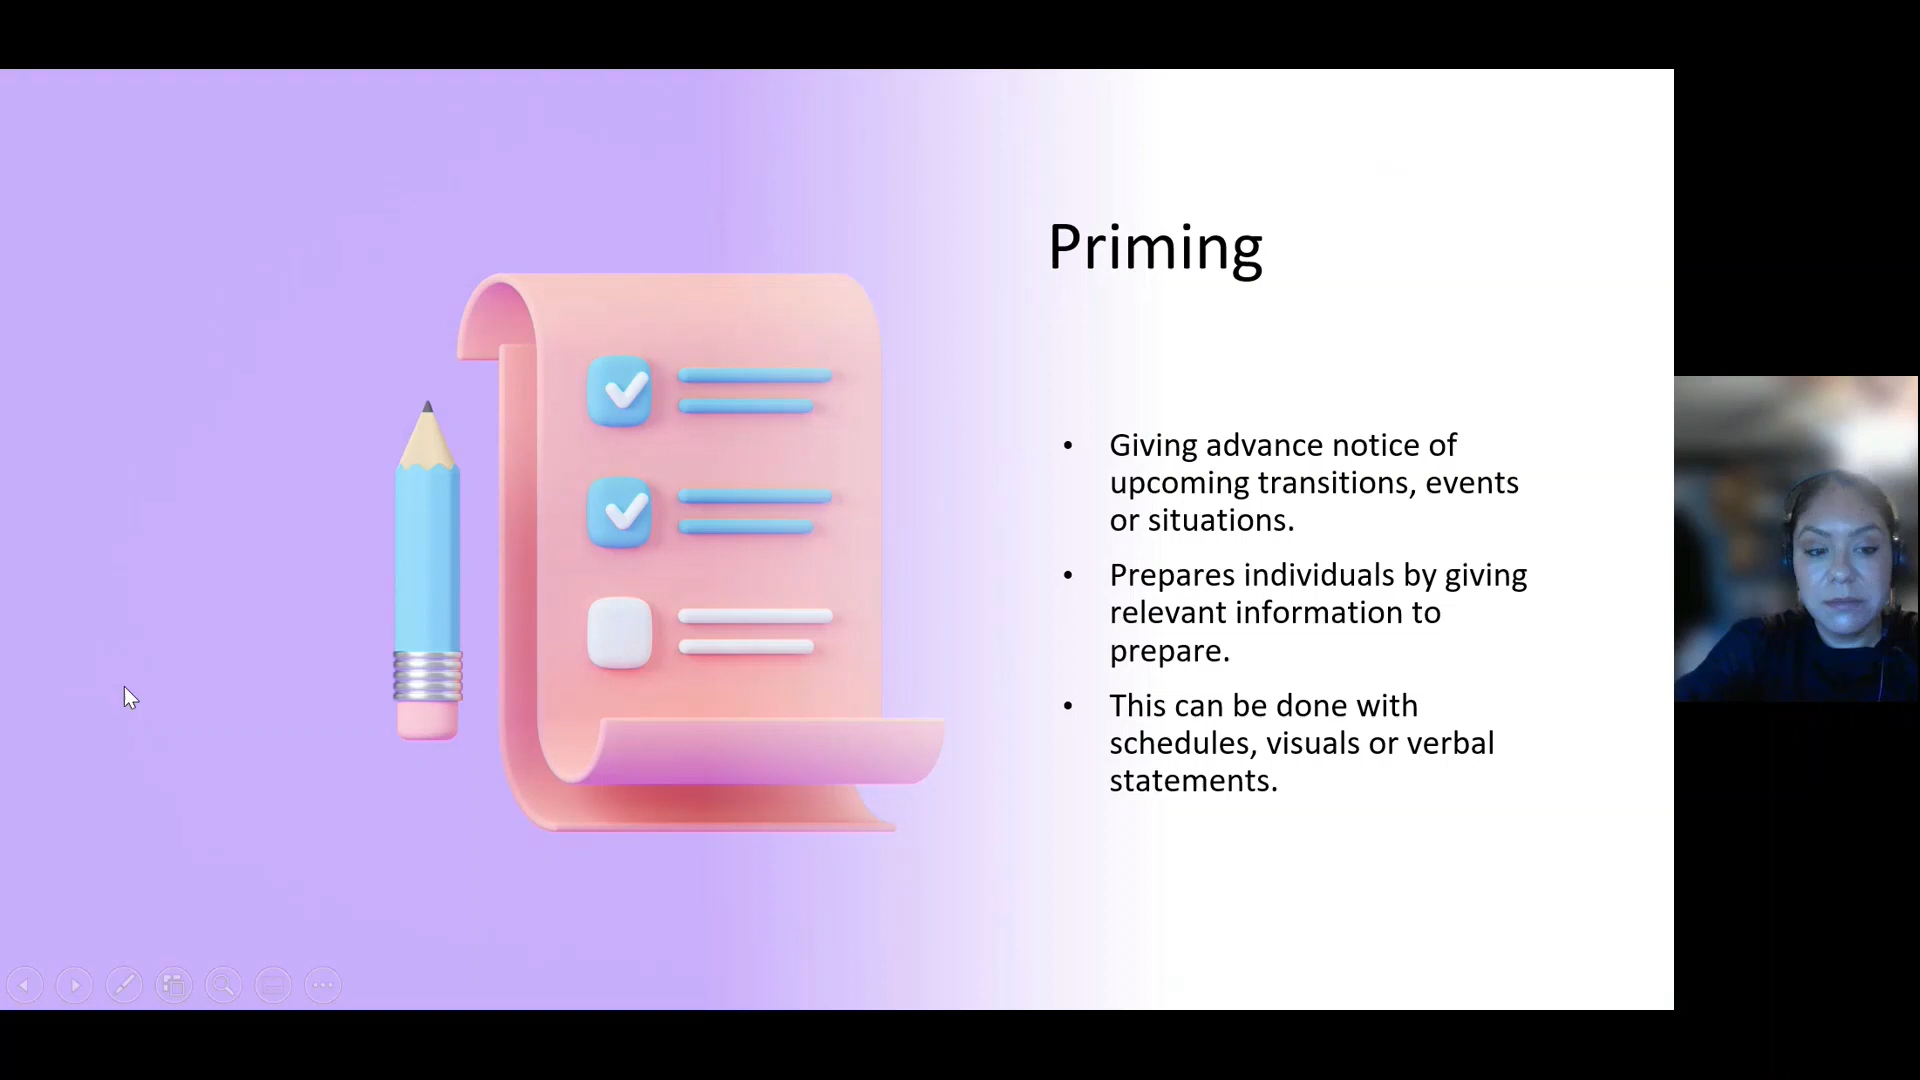 Priming
• Giving advance notice of
upcoming transitions, events
or situations.
• Prepares individuals by giving
relevant information to
prepare.
• This can be done with
schedules, visuals or verbal
statements.